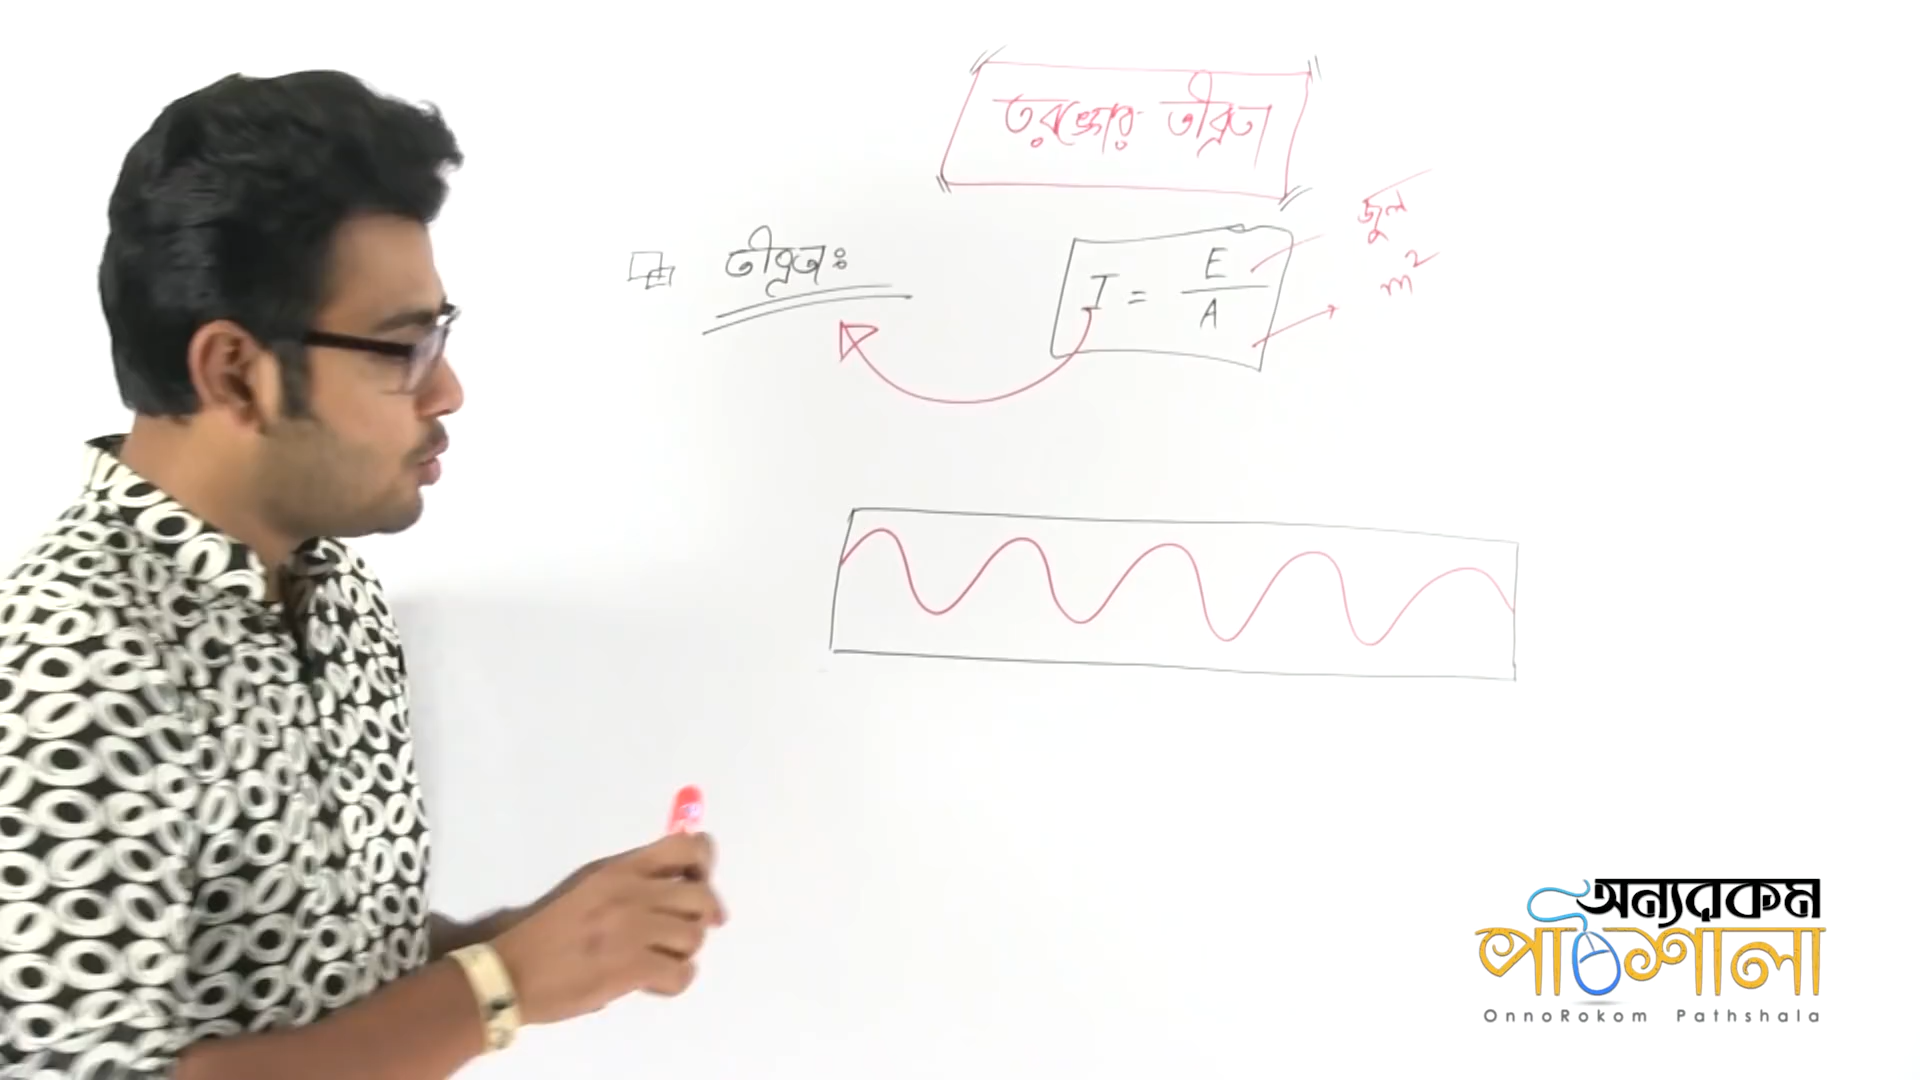 তরঙ্গের তীব্রতা
তীব্রতাঃ
I = E / A
জুল
m²
অন্যরকম
পাঠশালা
OnnoRokom Pathshala